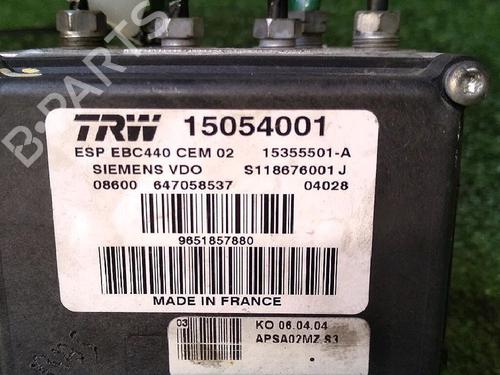 B-PARTS
TRW 15054001
ESP EBC440 CEM 02 15355501-A
SIEMENS VDO S118676001 J
08600 647058537 04028
9651857880
MADE IN FRANCE
03 KO 06.04.04
APSA02MZ S3